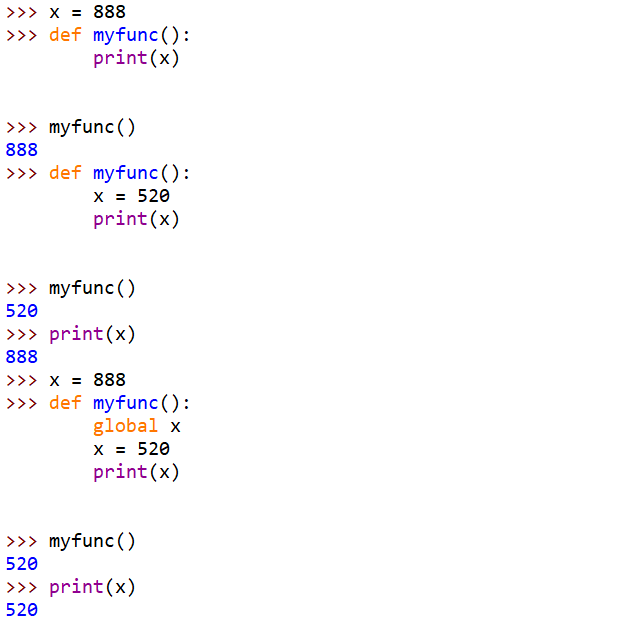 >>> x = 888
>>> def myfunc():
        print(x)
>>> myfunc()
888
>>> def myfunc():
        x = 520
        print(x)
>>> myfunc()
520
>>> print(x)
888
>>> x = 888
>>> def myfunc():
        global x
        x = 520
        print(x)
>>> myfunc()
520
>>> print(x)
520